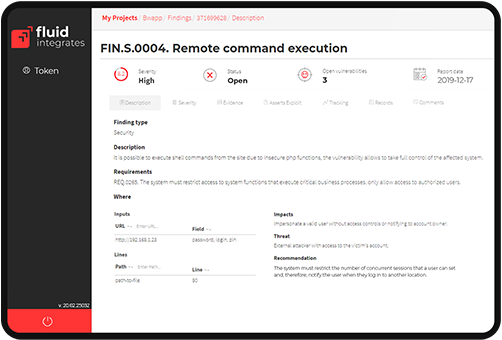 fluid
integrates
Token
v. 20.02.25032
My Projects / Bwapp / Findings / 371699628 / Description
FIN.S.0004. Remote command execution
Severity
High
Status
Open
Open vulnerabilities
3
Report date
2019-12-17
Description
Severity
Evidence
Assets Exploit
Tracking
Records
Comments
Finding type
Security
Description
It is possible to execute shell commands from the site due to insecure php functions, the vulnerability allows to take full control of the affected system.
Requirements
REQ.0265. The system must restrict access to system functions that execute critical business processes, only allow access to authorized users.
Where
Inputs
URL Enter URL...
Field
http://192.168.0.23
password, login, pin
Lines
Path Enter Path...
Line
path-to-file
50
Impacts
Impersonate a valid user without access controls or notifying to account owner.
Threat
External attacker with access to the victim's account.
Recommendation
The system must restrict the number of concurrent sessions that a user can set
and, therefore, notify the user when they log in to another location.